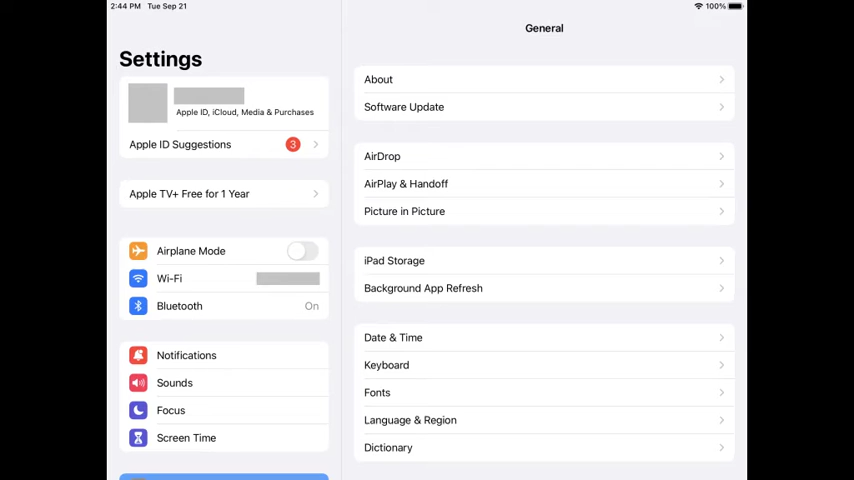 2:44 PM Tue Sep 21
100%
Settings
Apple ID, iCloud, Media & Purchases
Apple ID Suggestions 3
Apple TV+ Free for 1 Year
Airplane Mode
Wi-Fi
Bluetooth On
Notifications
Sounds
Focus
Screen Time
General
About
Software Update
AirDrop
AirPlay & Handoff
Picture in Picture
iPad Storage
Background App Refresh
Date & Time
Keyboard
Fonts
Language & Region
Dictionary